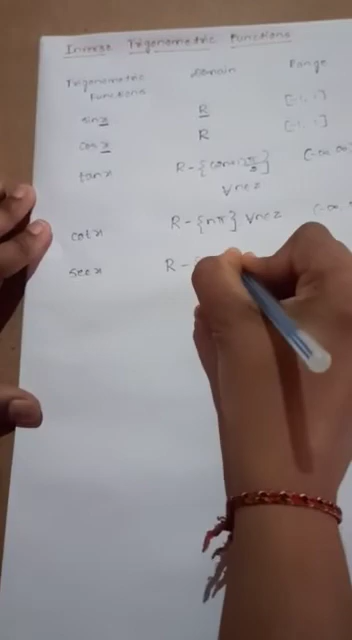 Inverse Trigonometric Functions
Trigonometric Functions Domain Range
sin x R [-1, 1]
cos x R [-1, 1]
tan x R - {(2n+1)π/2} (-∞, ∞)
∀ n ∈ z
cot x R - {nπ} ∀ n ∈ z (-∞,
sec x R -